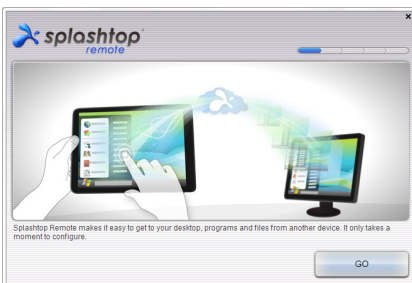 splashtop
remote
Splashtop Remote makes it easy to get to your desktop, programs and files from another device. It only takes a
moment to configure.
GO